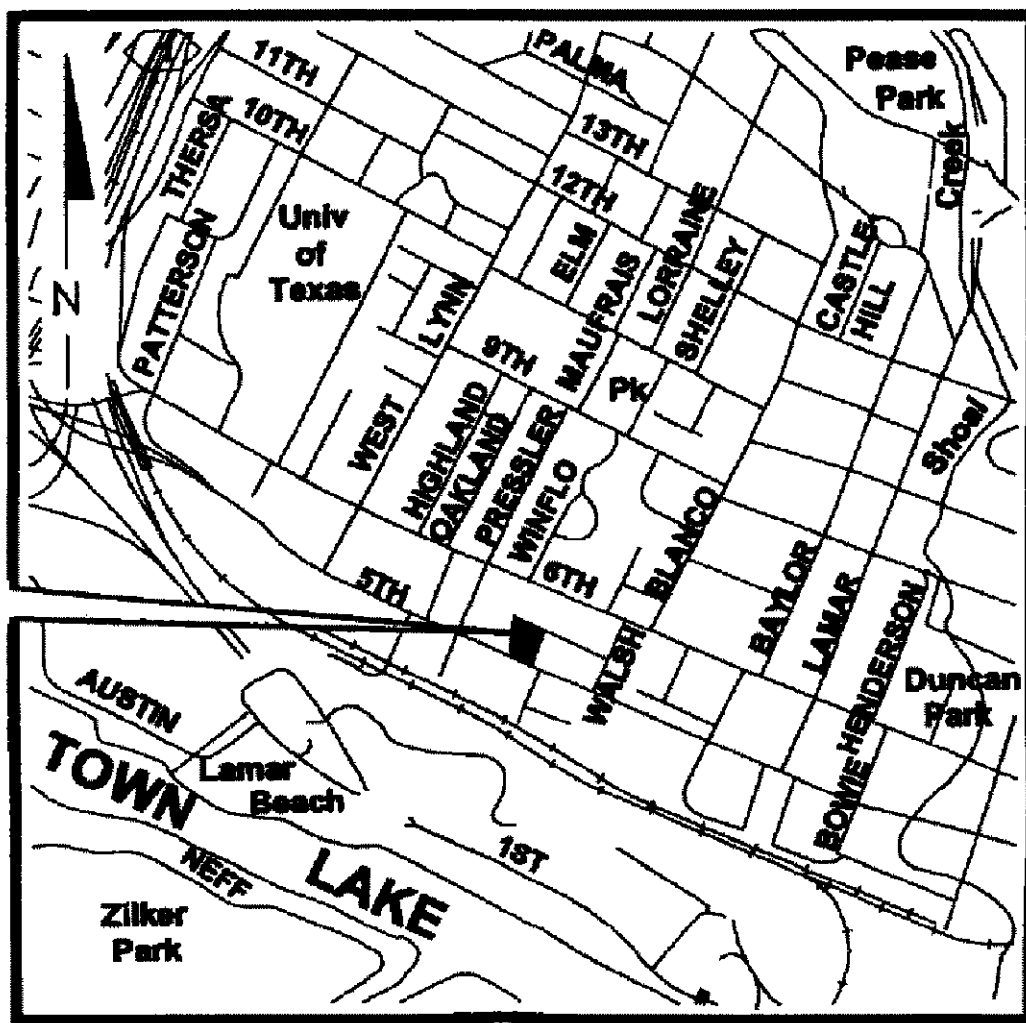 11TH
PALMA
Pease
Park
THERSA
10TH
13TH
Creek
12TH
Univ
of
Texas
PATTERSON
ELM
LORRAINE
MAUFRAIS
SHELLEY
CASTLE
HILL
N
LYNN
9TH
PK
WEST
HIGHLAND
OAKLAND
PRESSLER
WINFLO
Shoal
BLANCO
5TH
6TH
BAYLOR
LAMAR
HENDERSON
WALSH
Duncan
Park
AUSTIN
TOWN
LAKE
Lamar
Beach
BOWIE
1ST
NEFF
Zilker
Park